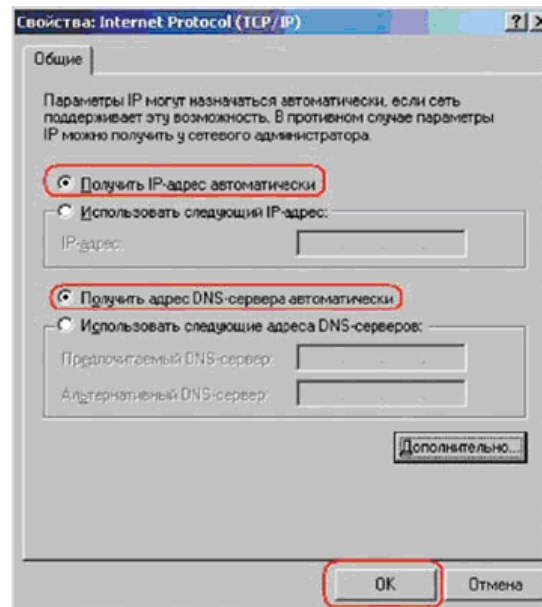 Свойства: Internet Protocol (TCP/IP)
Общие
Параметры IP могут назначаться автоматически, если сеть
поддерживает эту возможность. В противном случае параметры
IP можно получить у сетевого администратора.
Получить IP-адрес автоматически
Использовать следующий IP-адрес:
IP-адрес:
Получить адрес DNS-сервера автоматически
Использовать следующие адреса DNS-серверов:
Предпочитаемый DNS-сервер:
Альтернативный DNS-сервер:
Дополнительно...
OK
Отмена